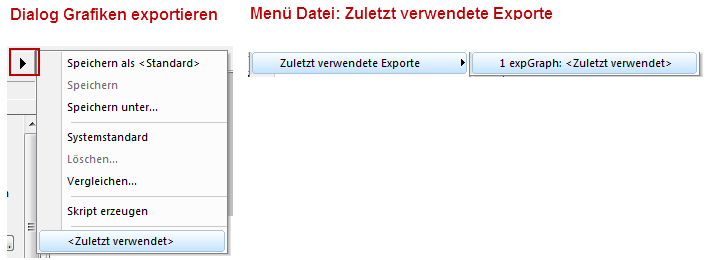 Dialog Grafiken exportieren
Menü Datei: Zuletzt verwendete Exporte
Speichern als <Standard>
Speichern
Speichern unter...
Systemstandard
Löschen...
Vergleichen...
Skript erzeugen
<Zuletzt verwendet>
Zuletzt verwendete Exporte
1 expGraph: <Zuletzt verwendet>